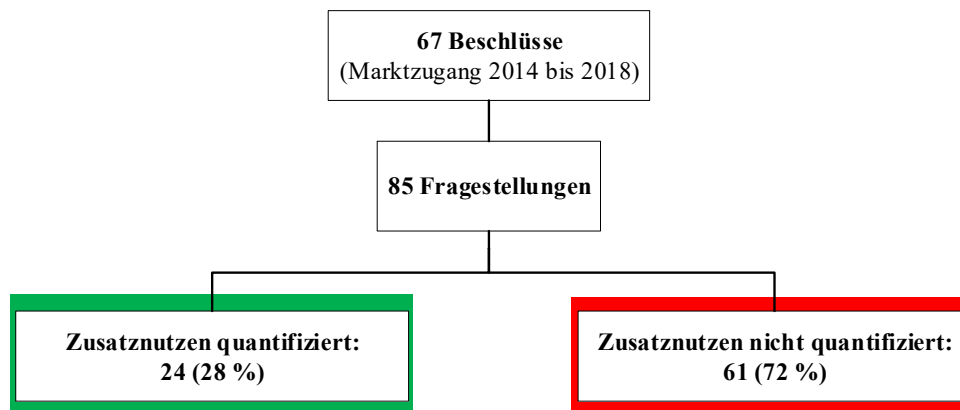 67 Beschlüsse
(Marktzugang 2014 bis 2018)
85 Fragestellungen
Zusatznutzen quantifiziert:
24 (28 %)
Zusatznutzen nicht quantifiziert:
61 (72 %)